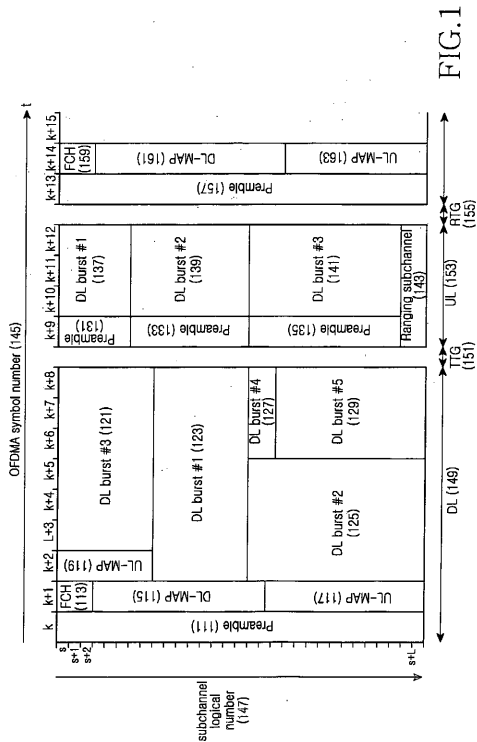 OFDMA symbol number (145)
t
k
k+1
k+2
L+3
k+4
k+5
k+6
k+7
k+8
k+9
k+10
k+11
k+12
k+13
k+14
k+15
subchannel
logical
number
(147)
s
s+1
s+2
s+L
Preamble (111)
FCH
(113)
DL-MAP (115)
UL-MAP (117)
UL-MAP (119)
DL burst #3 (121)
DL burst #1 (123)
DL burst #2
(125)
DL burst #4
(127)
DL burst #5
(129)
Preamble
(131)
Preamble (133)
Preamble (135)
DL burst #1
(137)
DL burst #2
(139)
DL burst #3
(141)
Ranging subchannel
(143)
Premble (157)
FCH
(159)
DL-MAP (161)
UL-MAP (163)
DL (149)
TTG
(151)
UL (153)
RTG
(155)
FIG.1